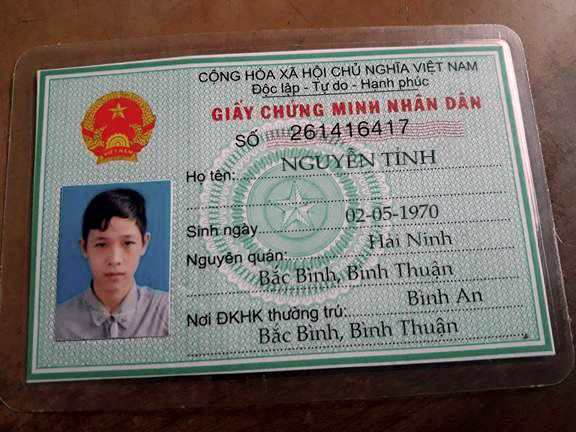 CỘNG HÒA XÃ HỘI CHỦ NGHĨA VIỆT NAM
Độc lập - Tự do - Hạnh phúc
GIẤY CHỨNG MINH NHÂN DÂN
SỐ 261416417
Họ tên: NGUYỄN TỈNH
Sinh ngày 02-05-1970
Nguyên quán: Hải Ninh
Bắc Bình, Bình Thuận
Nơi ĐKHK thường trú: Bình An
Bắc Bình, Bình Thuận
VIỆT NAM